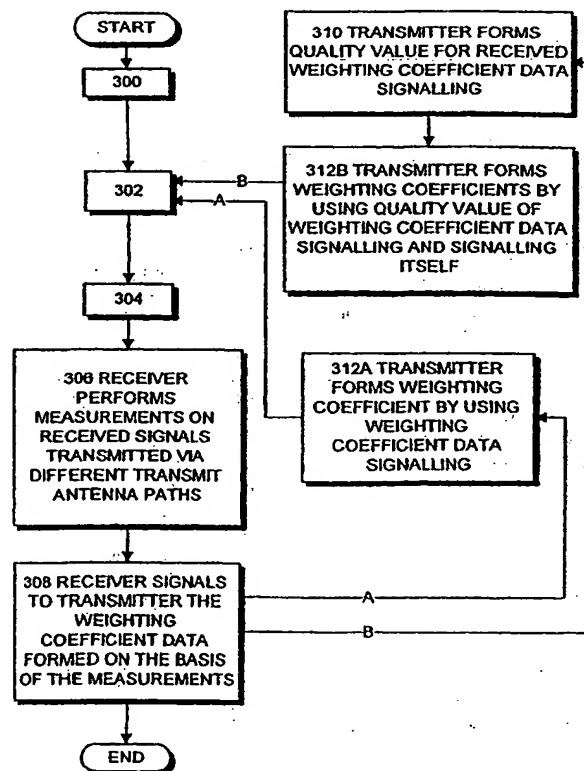 START
300
302
304
306 RECEIVER
PERFORMS
MEASUREMENTS ON
RECEIVED SIGNALS
TRANSMITTED VIA
DIFFERENT TRANSMIT
ANTENNA PATHS
308 RECEIVER SIGNALS
TO TRANSMITTER THE
WEIGHTING
COEFFICIENT DATA
FORMED ON THE BASIS
OF THE MEASUREMENTS
END
310 TRANSMITTER FORMS
QUALITY VALUE FOR RECEIVED
WEIGHTING COEFFICIENT DATA
SIGNALLING
B
A
312B TRANSMITTER FORMS
WEIGHTING COEFFICIENTS BY
USING QUALITY VALUE OF
WEIGHTING COEFFICIENT DATA
SIGNALLING AND SIGNALLING
ITSELF
312A TRANSMITTER
FORMS WEIGHTING
COEFFICIENT BY USING
WEIGHTING
COEFFICIENT DATA
SIGNALLING
A
B